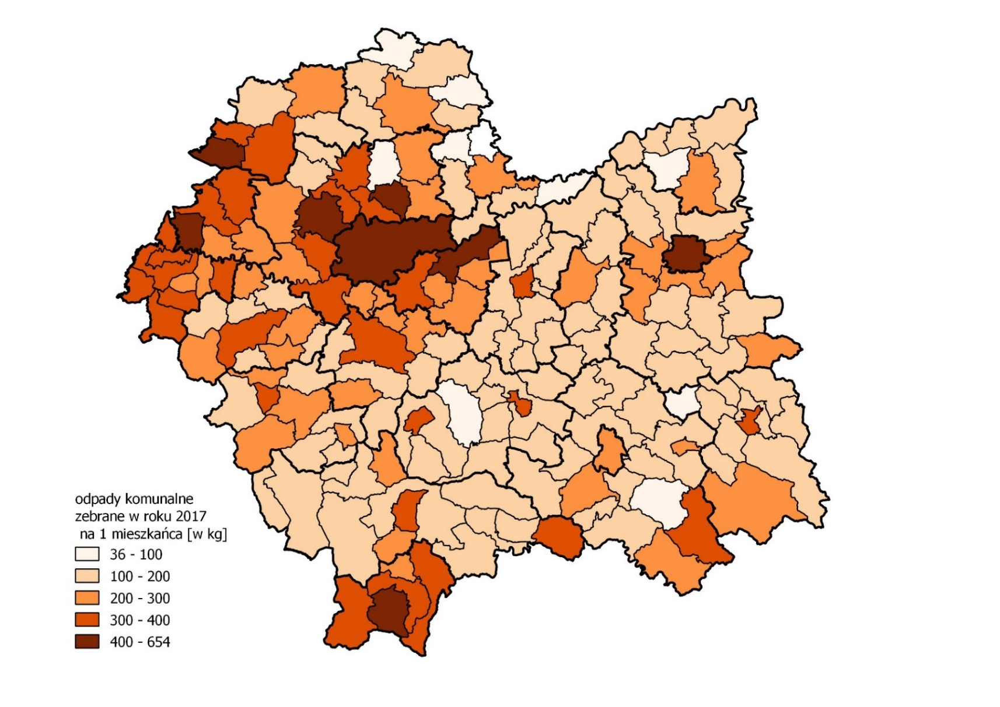 odpady komunalne
zebrane w roku 2017
na 1 mieszkańca [w kg]
36 - 100
100 - 200
200 - 300
300 - 400
400 - 654